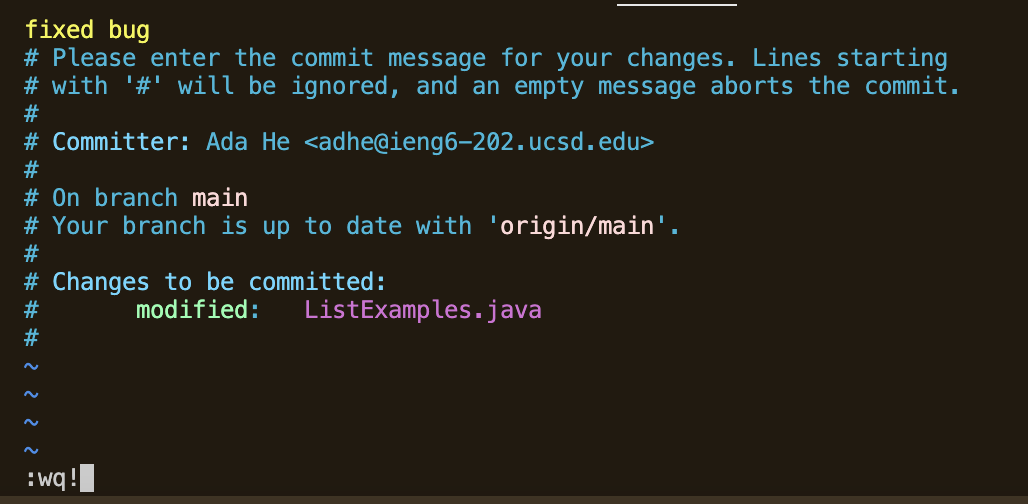 fixed bug
# Please enter the commit message for your changes. Lines starting
# with '#' will be ignored, and an empty message aborts the commit.
#
# Committer: Ada He <adhe@ieng6-202.ucsd.edu>
#
# On branch main
# Your branch is up to date with 'origin/main'.
#
# Changes to be committed:
#       modified:   ListExamples.java
#
~
~
~
~
:wq!